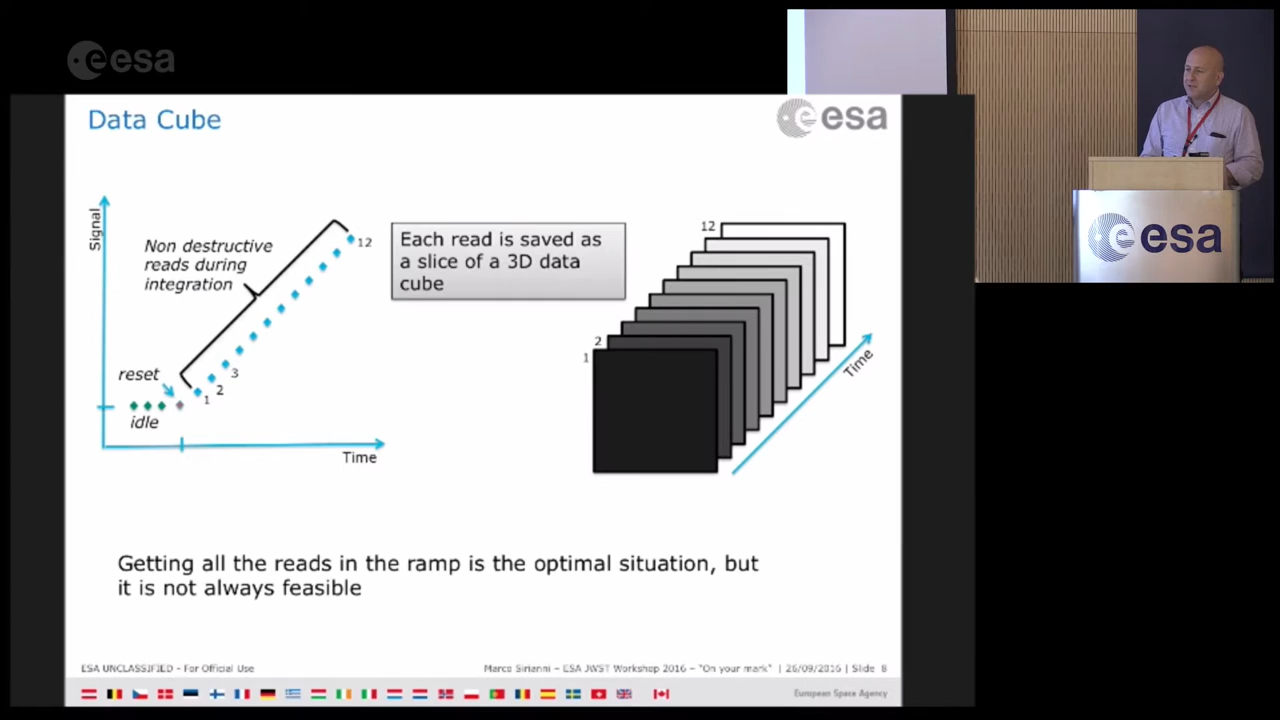 esa
Data Cube
esa
Signal
Non destructive
reads during
integration
12
3
2
1
reset
idle
Time
Each read is saved as
a slice of a 3D data
cube
12
2
1
Time
Getting all the reads in the ramp is the optimal situation, but
it is not always feasible
ESA UNCLASSIFIED - For Official Use
Marco Sirianni - ESA JWST Workshop 2016 - "On your mark" | 26/09/2016 | Slide 8
European Space Agency
esa